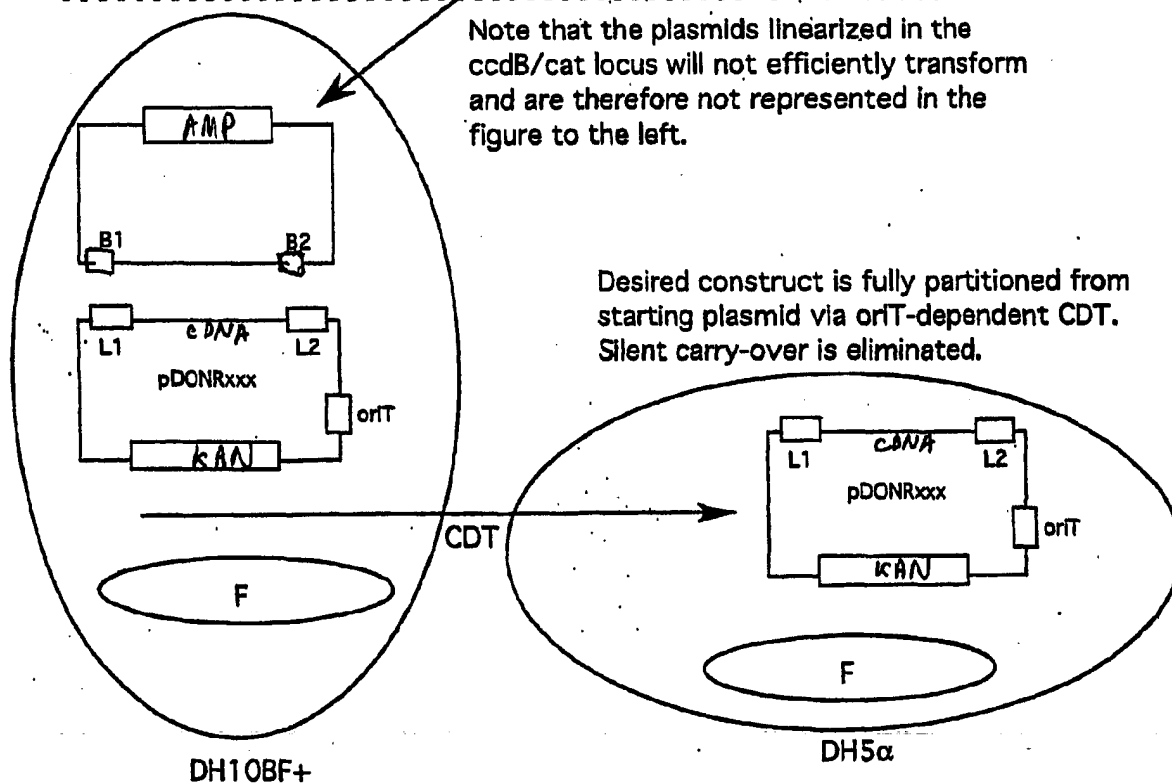 Note that the plasmids linearized in the
ccdB/cat locus will not efficiently transform
and are therefore not represented in the
figure to the left.
AMP
B1
B2
L1
cDNA
L2
pDONRxxx
oriT
KAN
F
DH10BF+
CDT
Desired construct is fully partitioned from
starting plasmid via oriT-dependent CDT.
Silent carry-over is eliminated.
L1
cDNA
L2
pDONRxxx
oriT
KAN
F
DH5α